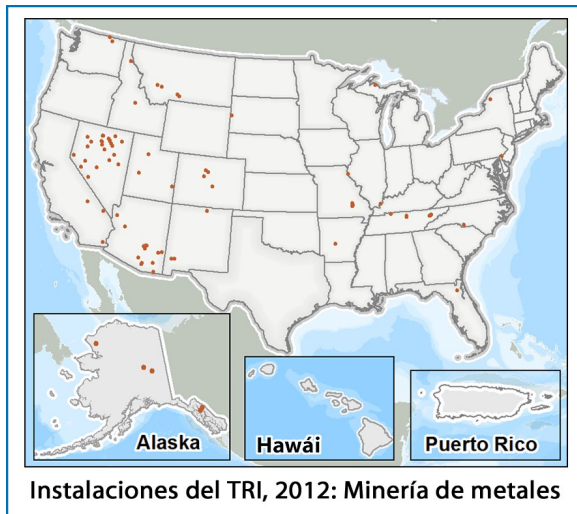 Alaska
Hawái
Puerto Rico
Instalaciones del TRI, 2012: Minería de metales